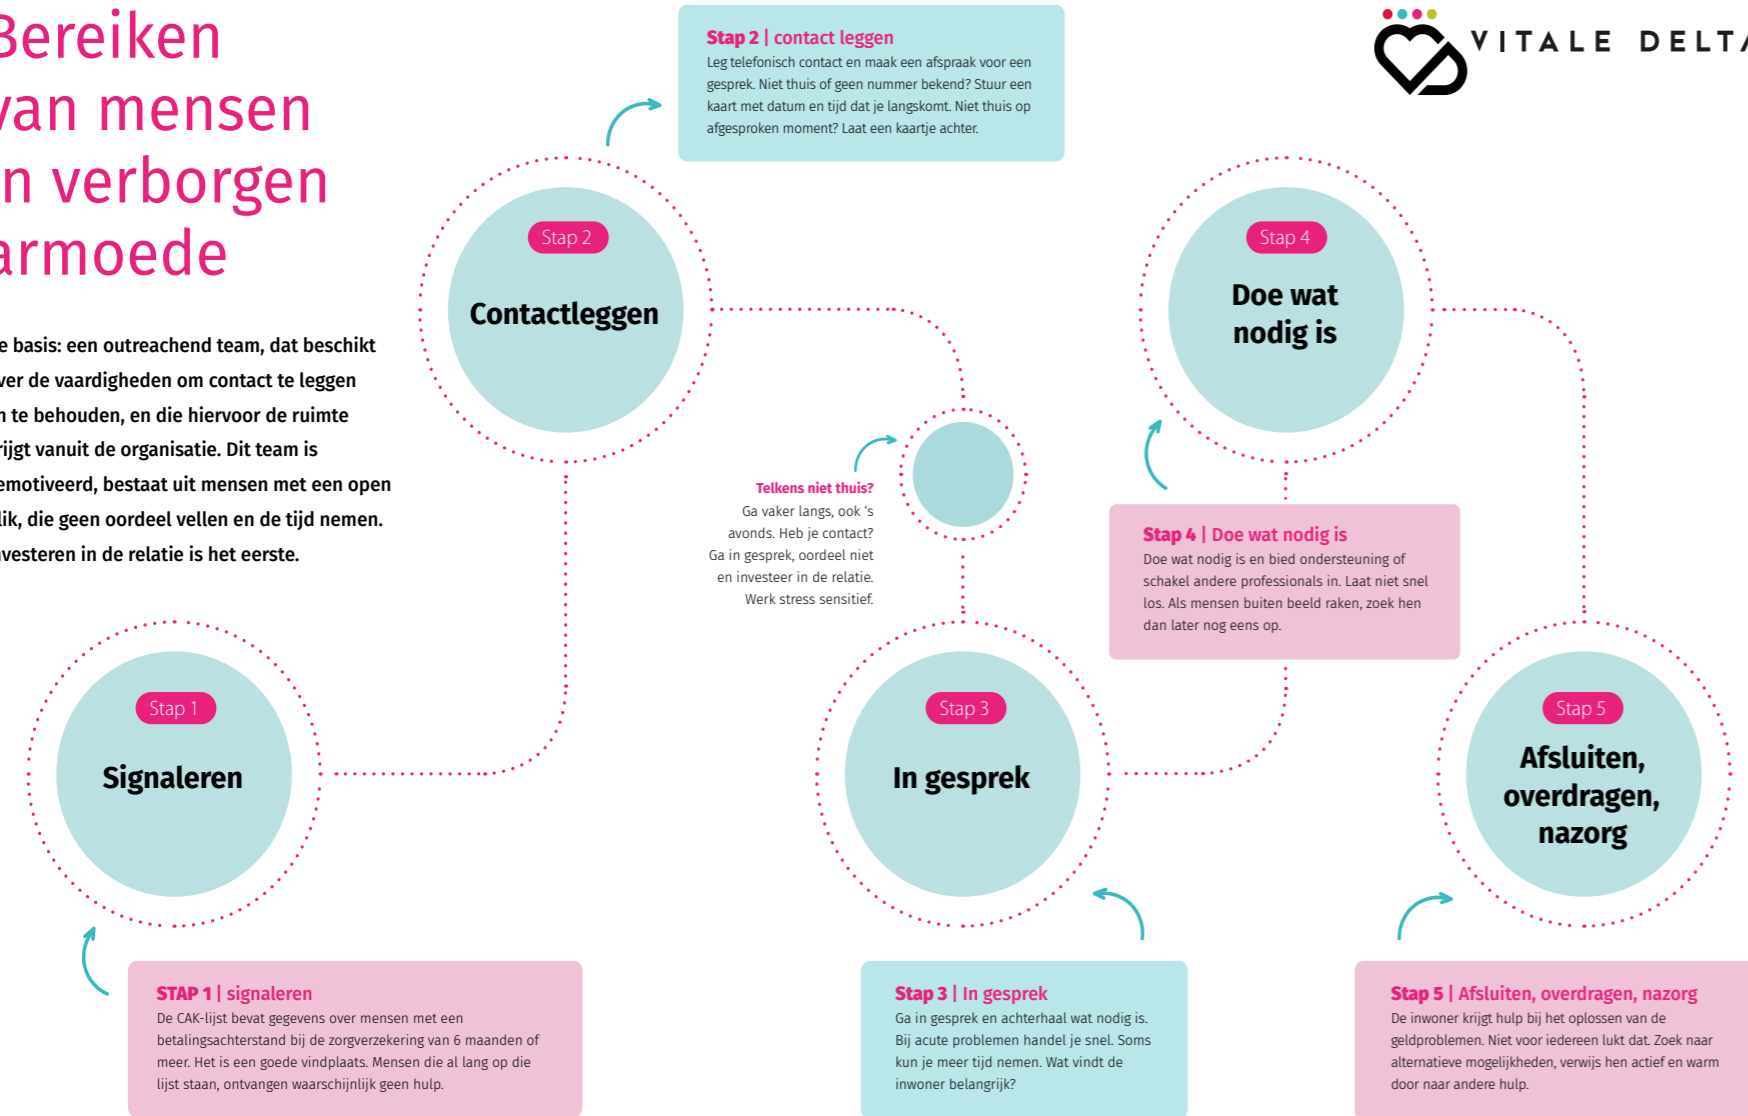 Bereiken
van mensen
in verborgen
armoede
e basis: een outreachend team, dat beschikt
ver de vaardigheden om contact te leggen
n te behouden, en die hiervoor de ruimte
rijgt vanuit de organisatie. Dit team is
emotiveerd, bestaat uit mensen met een open
lik, die geen oordeel vellen en de tijd nemen.
nvesteren in de relatie is het eerste.
Stap 2 | contact leggen
Leg telefonisch contact en maak een afspraak voor een
gesprek. Niet thuis of geen nummer bekend? Stuur een
kaart met datum en tijd dat je langskomt. Niet thuis op
afgesproken moment? Laat een kaartje achter.
VITALE DELTA
Stap 2
Contactleggen
Stap 4
Doe wat
nodig is
Telkens niet thuis?
Ga vaker langs, ook ‘s
avonds. Heb je contact?
Ga in gesprek, oordeel niet
en investeer in de relatie.
Werk stress sensitief.
Stap 4 | Doe wat nodig is
Doe wat nodig is en bied ondersteuning of
schakel andere professionals in. Laat niet snel
los. Als mensen buiten beeld raken, zoek hen
dan later nog eens op.
Stap 1
Signaleren
Stap 3
In gesprek
Stap 5
Afsluiten,
overdragen,
nazorg
STAP 1 | signaleren
De CAK-lijst bevat gegevens over mensen met een
betalingsachterstand bij de zorgverzekering van 6 maanden of
meer. Het is een goede vindplaats. Mensen die al lang op die
lijst staan, ontvangen waarschijnlijk geen hulp.
Stap 3 | In gesprek
Ga in gesprek en achterhaal wat nodig is.
Bij acute problemen handel je snel. Soms
kun je meer tijd nemen. Wat vindt de
inwoner belangrijk?
Stap 5 | Afsluiten, overdragen, nazorg
De inwoner krijgt hulp bij het oplossen van de
geldproblemen. Niet voor iedereen lukt dat. Zoek naar
alternatieve mogelijkheden, verwijs hen actief en warm
door naar andere hulp.